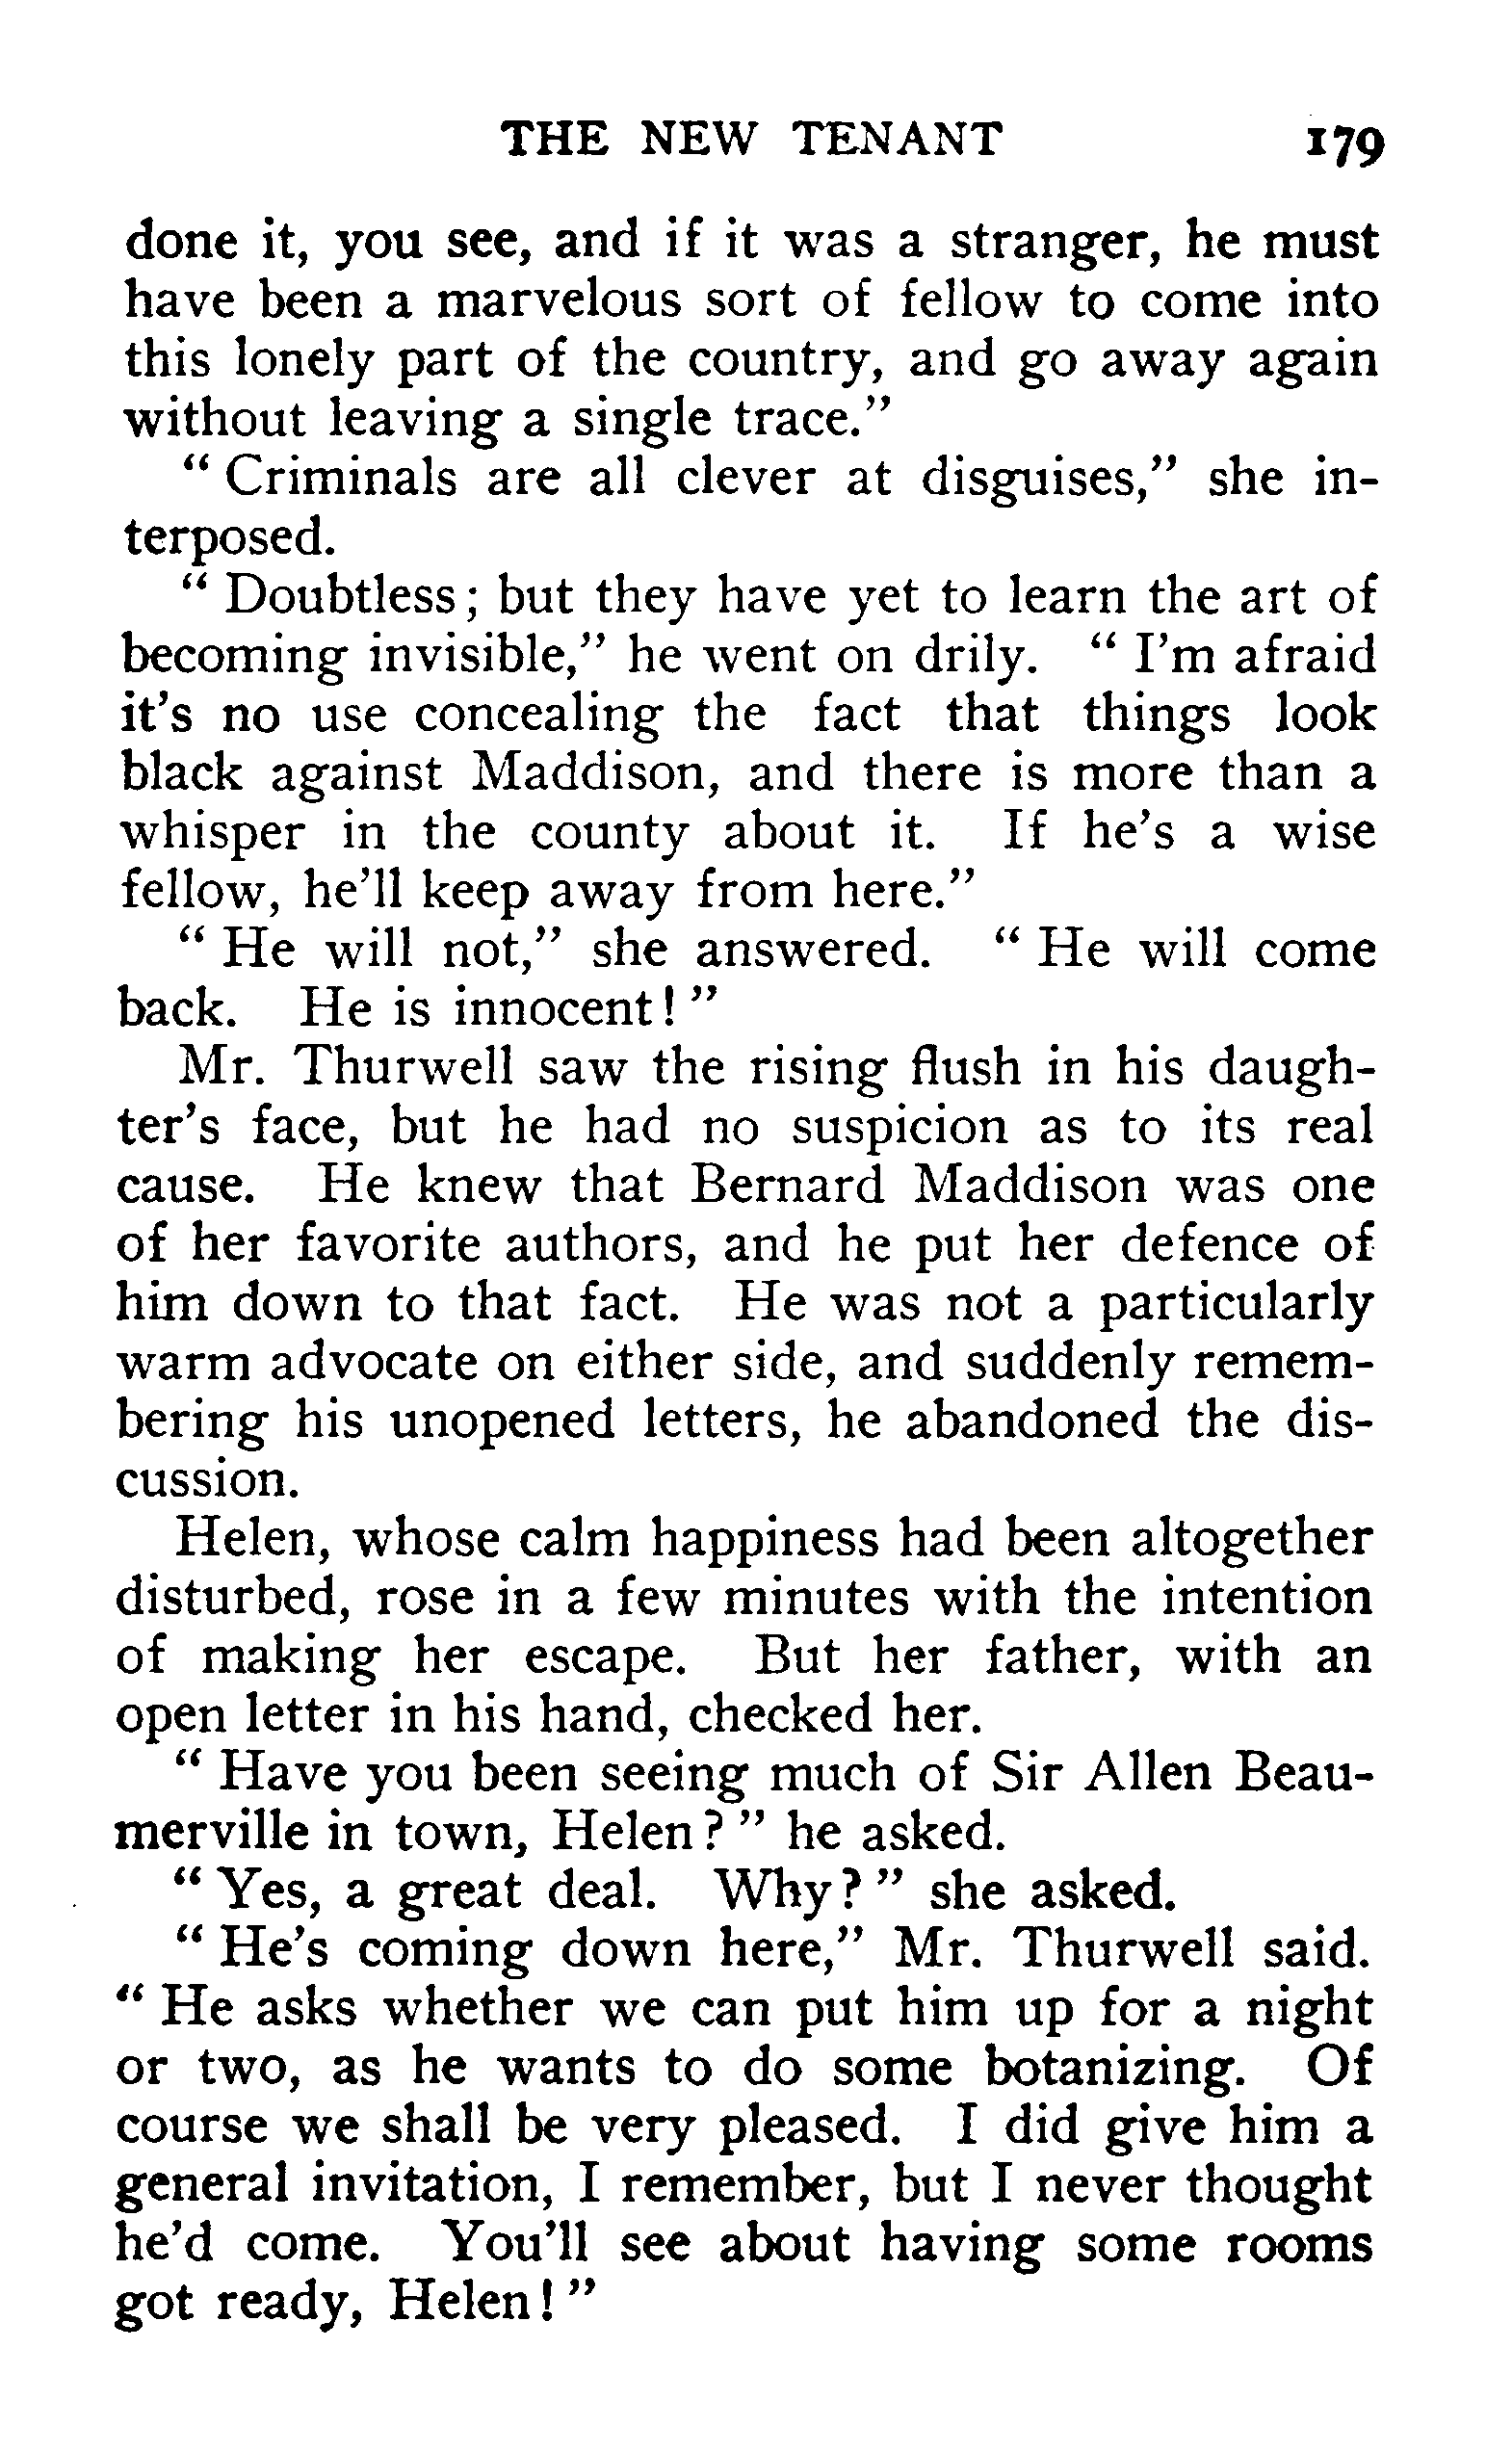 THE NEW TENANT 179
done it, you see, and if it was a stranger, he must
have been a marvelous sort of fellow to come into
this lonely part of the country, and go away again
without leaving a single trace."
" Criminals are all clever at disguises," she in-
terposed.
" Doubtless; but they have yet to learn the art of
becoming invisible," he went on drily. " I'm afraid
it's no use concealing the fact that things look
black against Maddison, and there is more than a
whisper in the county about it. If he's a wise
fellow, he'll keep away from here."
" He will not," she answered. " He will come
back. He is innocent! "
Mr. Thurwell saw the rising flush in his daugh-
ter's face, but he had no suspicion as to its real
cause. He knew that Bernard Maddison was one
of her favorite authors, and he put her defence of
him down to that fact. He was not a particularly
warm advocate on either side, and suddenly remem-
bering his unopened letters, he abandoned the dis-
cussion.
Helen, whose calm happiness had been altogether
disturbed, rose in a few minutes with the intention
of making her escape. But her father, with an
open letter in his hand, checked her.
" Have you been seeing much of Sir Allen Beau-
merville in town, Helen? " he asked.
" Yes, a great deal. Why? " she asked.
" He's coming down here," Mr. Thurwell said.
" He asks whether we can put him up for a night
or two, as he wants to do some botanizing. Of
course we shall be very pleased. I did give him a
general invitation, I remember, but I never thought
he'd come. You'll see about having some rooms
got ready, Helen! "